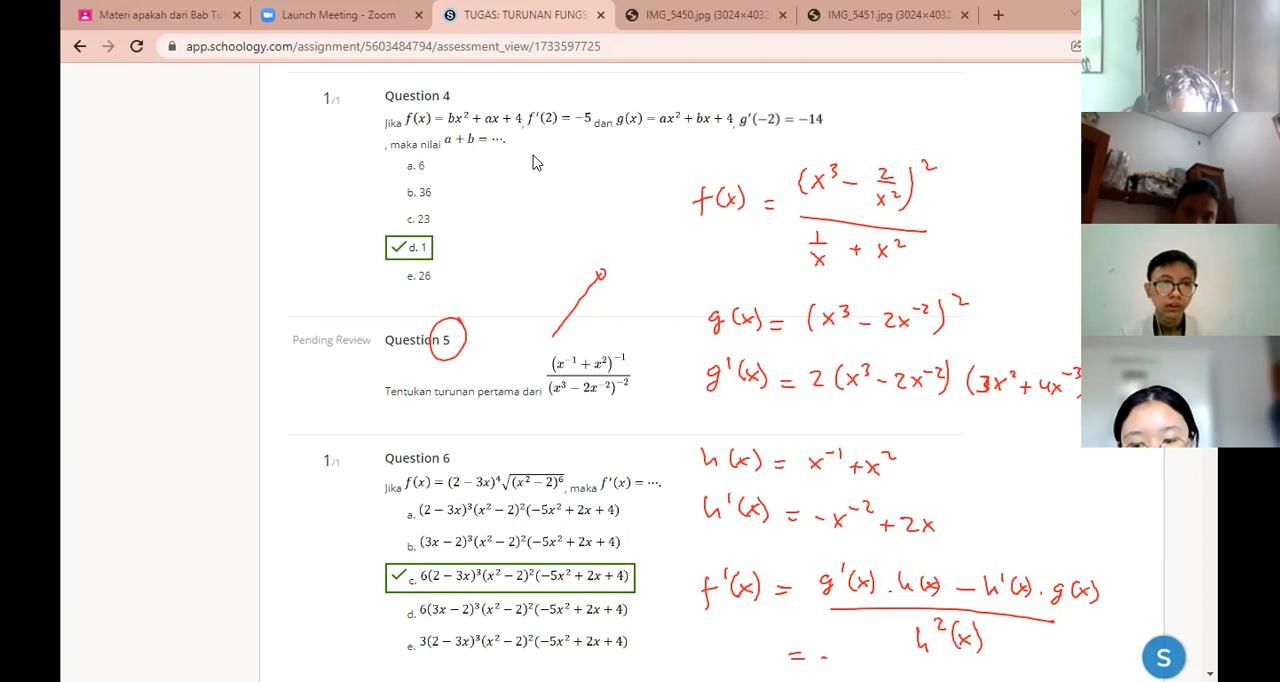 Materi apakah dari Bab Tu
Launch Meeting - Zoom
TUGAS: TURUNAN FUNGS
IMG_5450.jpg (3024×4032
IMG_5451.jpg (3024×4032
app.schoology.com/assignment/5603484794/assessment_view/1733597725
1/1
Question 4
Jika f(x) = bx² + ax + 4, f'(2) = −5 dan g(x) = ax² + bx + 4, g'(−2) = −14
, maka nilai a + b = ⋯.
a. 6
b. 36
c. 23
d. 1
e. 26
Pending Review
Question 5
Tentukan turunan pertama dari (x⁻¹ + x²)⁻¹ / (x³ − 2x⁻²)⁻²
1/1
Question 6
Jika f(x) = (2 − 3x)⁴√(x² − 2)⁶, maka f'(x) = ⋯.
a. (2 − 3x)³(x² − 2)²(−5x² + 2x + 4)
b. (3x − 2)³(x² − 2)²(−5x² + 2x + 4)
c. 6(2 − 3x)³(x² − 2)²(−5x² + 2x + 4)
d. 6(3x − 2)³(x² − 2)²(−5x² + 2x + 4)
e. 3(2 − 3x)³(x² − 2)²(−5x² + 2x + 4)
f(x) = (x³ − 2/x²)² / (1/x + x²)
g(x) = (x³ − 2x⁻²)²
g'(x) = 2(x³ − 2x⁻²)(3x² + 4x⁻³)
h(x) = x⁻¹ + x²
h'(x) = −x⁻² + 2x
f'(x) = g'(x) . h(x) − h'(x) . g(x) / h²(x)
=
S